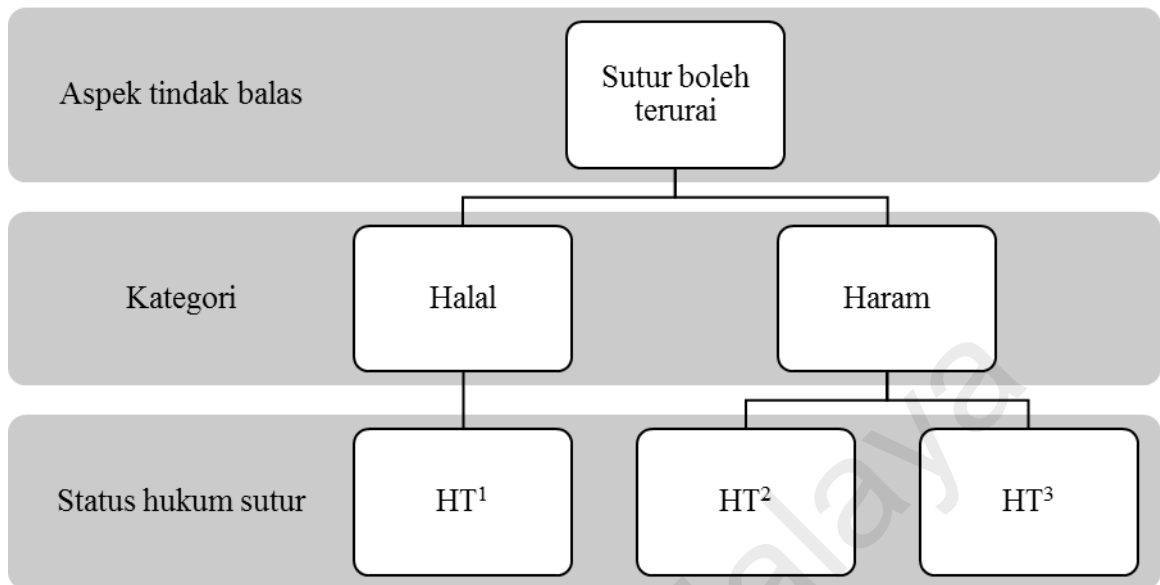 Aspek tindak balas
Sutur boleh
terurai
Kategori
Halal
Haram
Status hukum sutur
HT¹
HT²
HT³